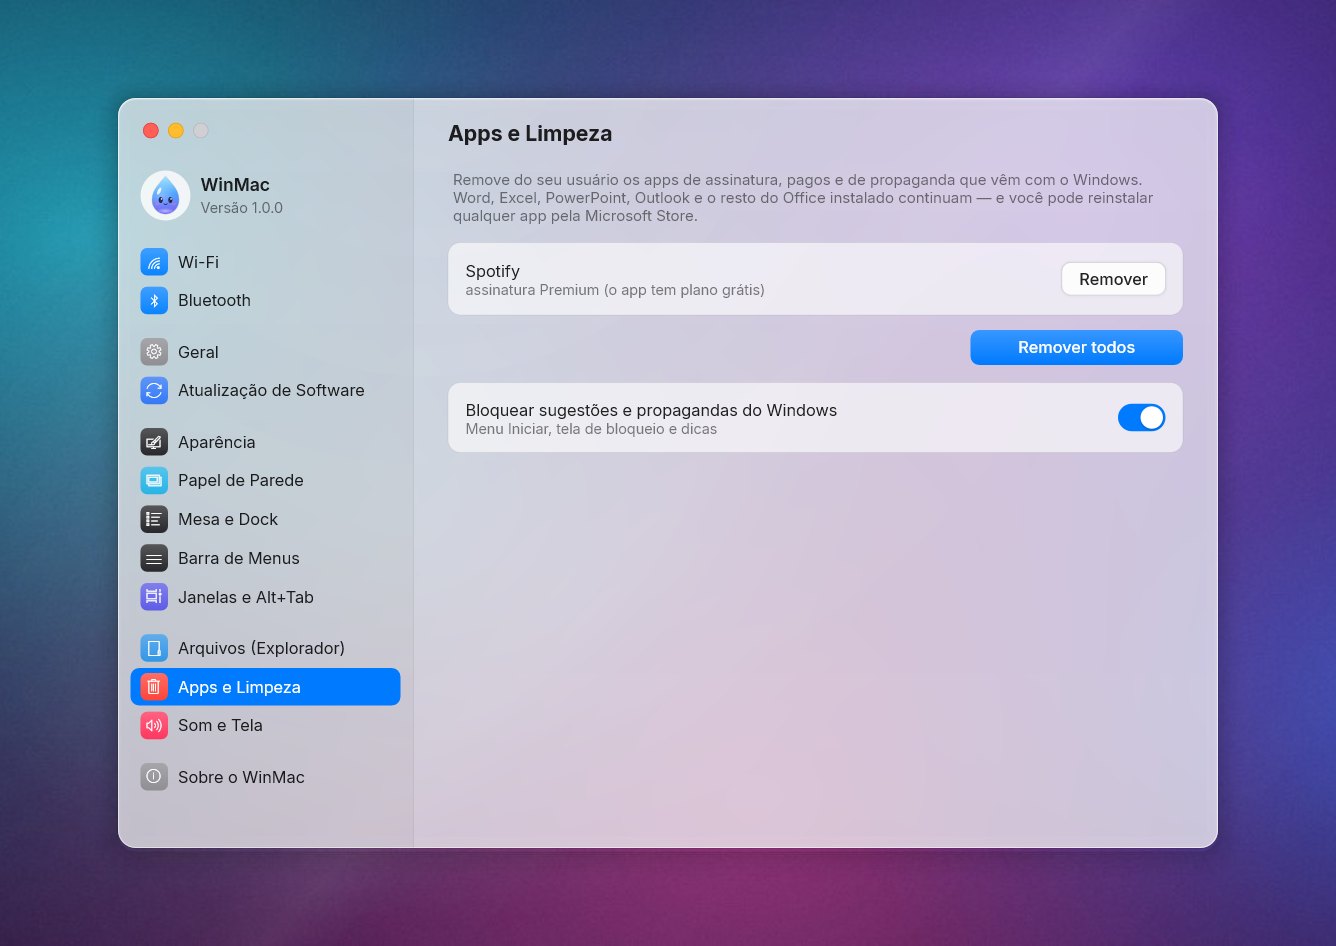 WinMac
Versão 1.0.0
Wi-Fi
Bluetooth
Geral
Atualização de Software
Aparência
Papel de Parede
Mesa e Dock
Barra de Menus
Janelas e Alt+Tab
Arquivos (Explorador)
Apps e Limpeza
Som e Tela
Sobre o WinMac
Apps e Limpeza
Remove do seu usuário os apps de assinatura, pagos e de propaganda que vêm com o Windows.
Word, Excel, PowerPoint, Outlook e o resto do Office instalado continuam — e você pode reinstalar
qualquer app pela Microsoft Store.
Spotify
assinatura Premium (o app tem plano grátis)
Remover
Remover todos
Bloquear sugestões e propagandas do Windows
Menu Iniciar, tela de bloqueio e dicas